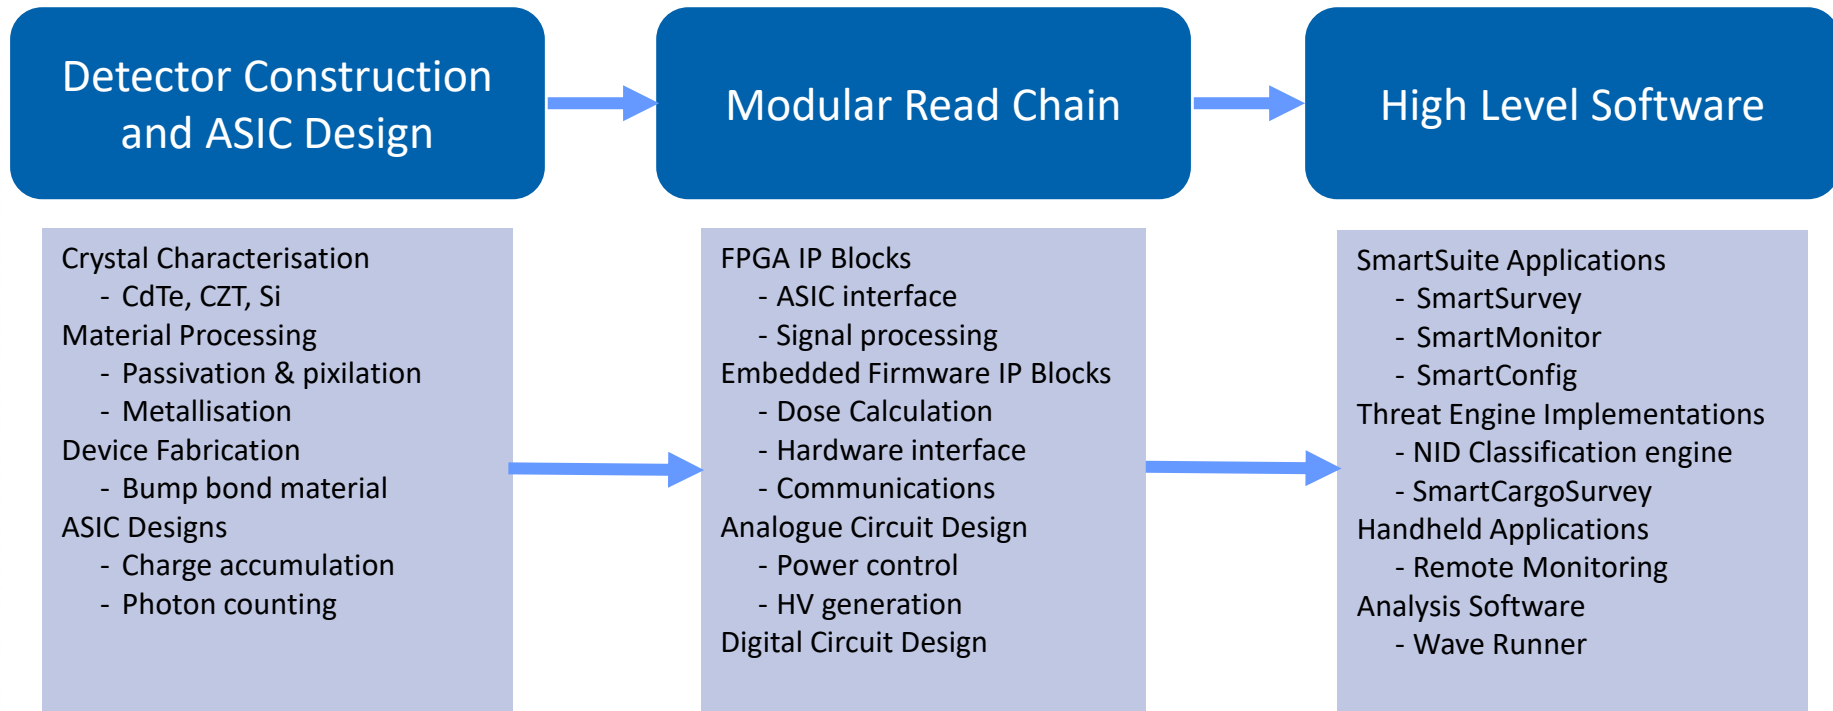 Detector Construction
and ASIC Design
Modular Read Chain
High Level Software
Crystal Characterisation
- CdTe, CZT, Si
Material Processing
- Passivation & pixilation
- Metallisation
Device Fabrication
- Bump bond material
ASIC Designs
- Charge accumulation
- Photon counting
FPGA IP Blocks
- ASIC interface
- Signal processing
Embedded Firmware IP Blocks
- Dose Calculation
- Hardware interface
- Communications
Analogue Circuit Design
- Power control
- HV generation
Digital Circuit Design
SmartSuite Applications
- SmartSurvey
- SmartMonitor
- SmartConfig
Threat Engine Implementations
- NID Classification engine
- SmartCargoSurvey
Handheld Applications
- Remote Monitoring
Analysis Software
- Wave Runner